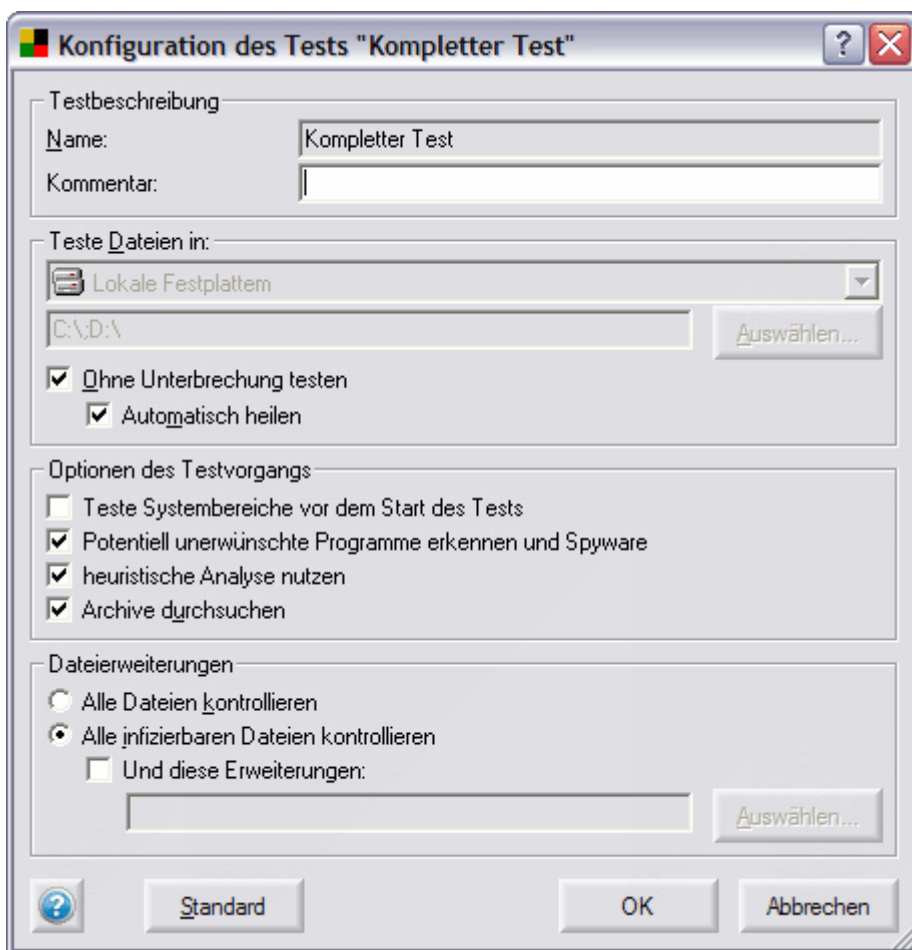 Konfiguration des Tests "Kompletter Test"
Testbeschreibung
Name: Kompletter Test
Kommentar:
Teste Dateien in:
Lokale Festplattem
C:\;D:\ Auswählen...
Ohne Unterbrechung testen
Automatisch heilen
Optionen des Testvorgangs
Teste Systembereiche vor dem Start des Tests
Potentiell unerwünschte Programme erkennen und Spyware
heuristische Analyse nutzen
Archive durchsuchen
Dateierweiterungen
Alle Dateien kontrollieren
Alle infizierbaren Dateien kontrollieren
Und diese Erweiterungen:
Auswählen...
Standard OK Abbrechen